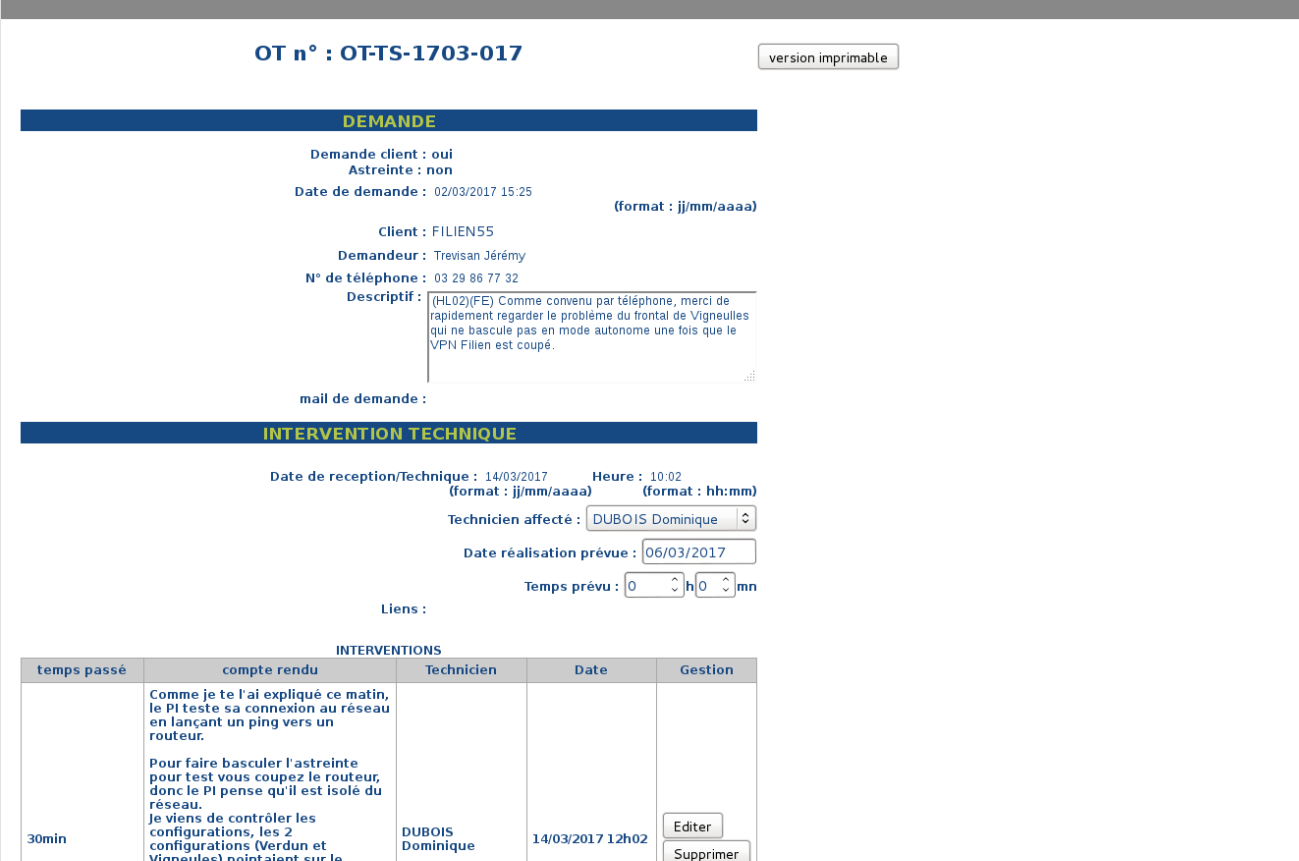 OT n° : OT-TS-1703-017
version imprimable
DEMANDE
Demande client : oui
Astreinte : non
Date de demande : 02/03/2017 15:25
(format : jj/mm/aaaa)
Client : FILIEN55
Demandeur : Trevisan Jérémy
N° de téléphone : 03 29 86 77 32
Descriptif : (HL02)(FE) Comme convenu par téléphone, merci de
rapidement regarder le problème du frontal de Vigneulles
qui ne bascule pas en mode autonome une fois que le
VPN Filien est coupé.
mail de demande :
INTERVENTION TECHNIQUE
Date de reception/Technique : 14/03/2017 Heure : 10:02
(format : jj/mm/aaaa) (format : hh:mm)
Technicien affecté : DUBOIS Dominique
Date réalisation prévue : 06/03/2017
Temps prévu : 0 h 0 mn
Liens :
INTERVENTIONS
temps passé compte rendu Technicien Date Gestion
Comme je te l'ai expliqué ce matin,
le PI teste sa connexion au réseau
en lançant un ping vers un
routeur.
Pour faire basculer l'astreinte
pour test vous coupez le routeur,
donc le PI pense qu'il est isolé du
réseau.
Je viens de contrôler les
configurations, les 2
configurations (Verdun et
Vigneules) pointaient sur le
30min
DUBOIS
Dominique
14/03/2017 12h02
Editer
Supprimer